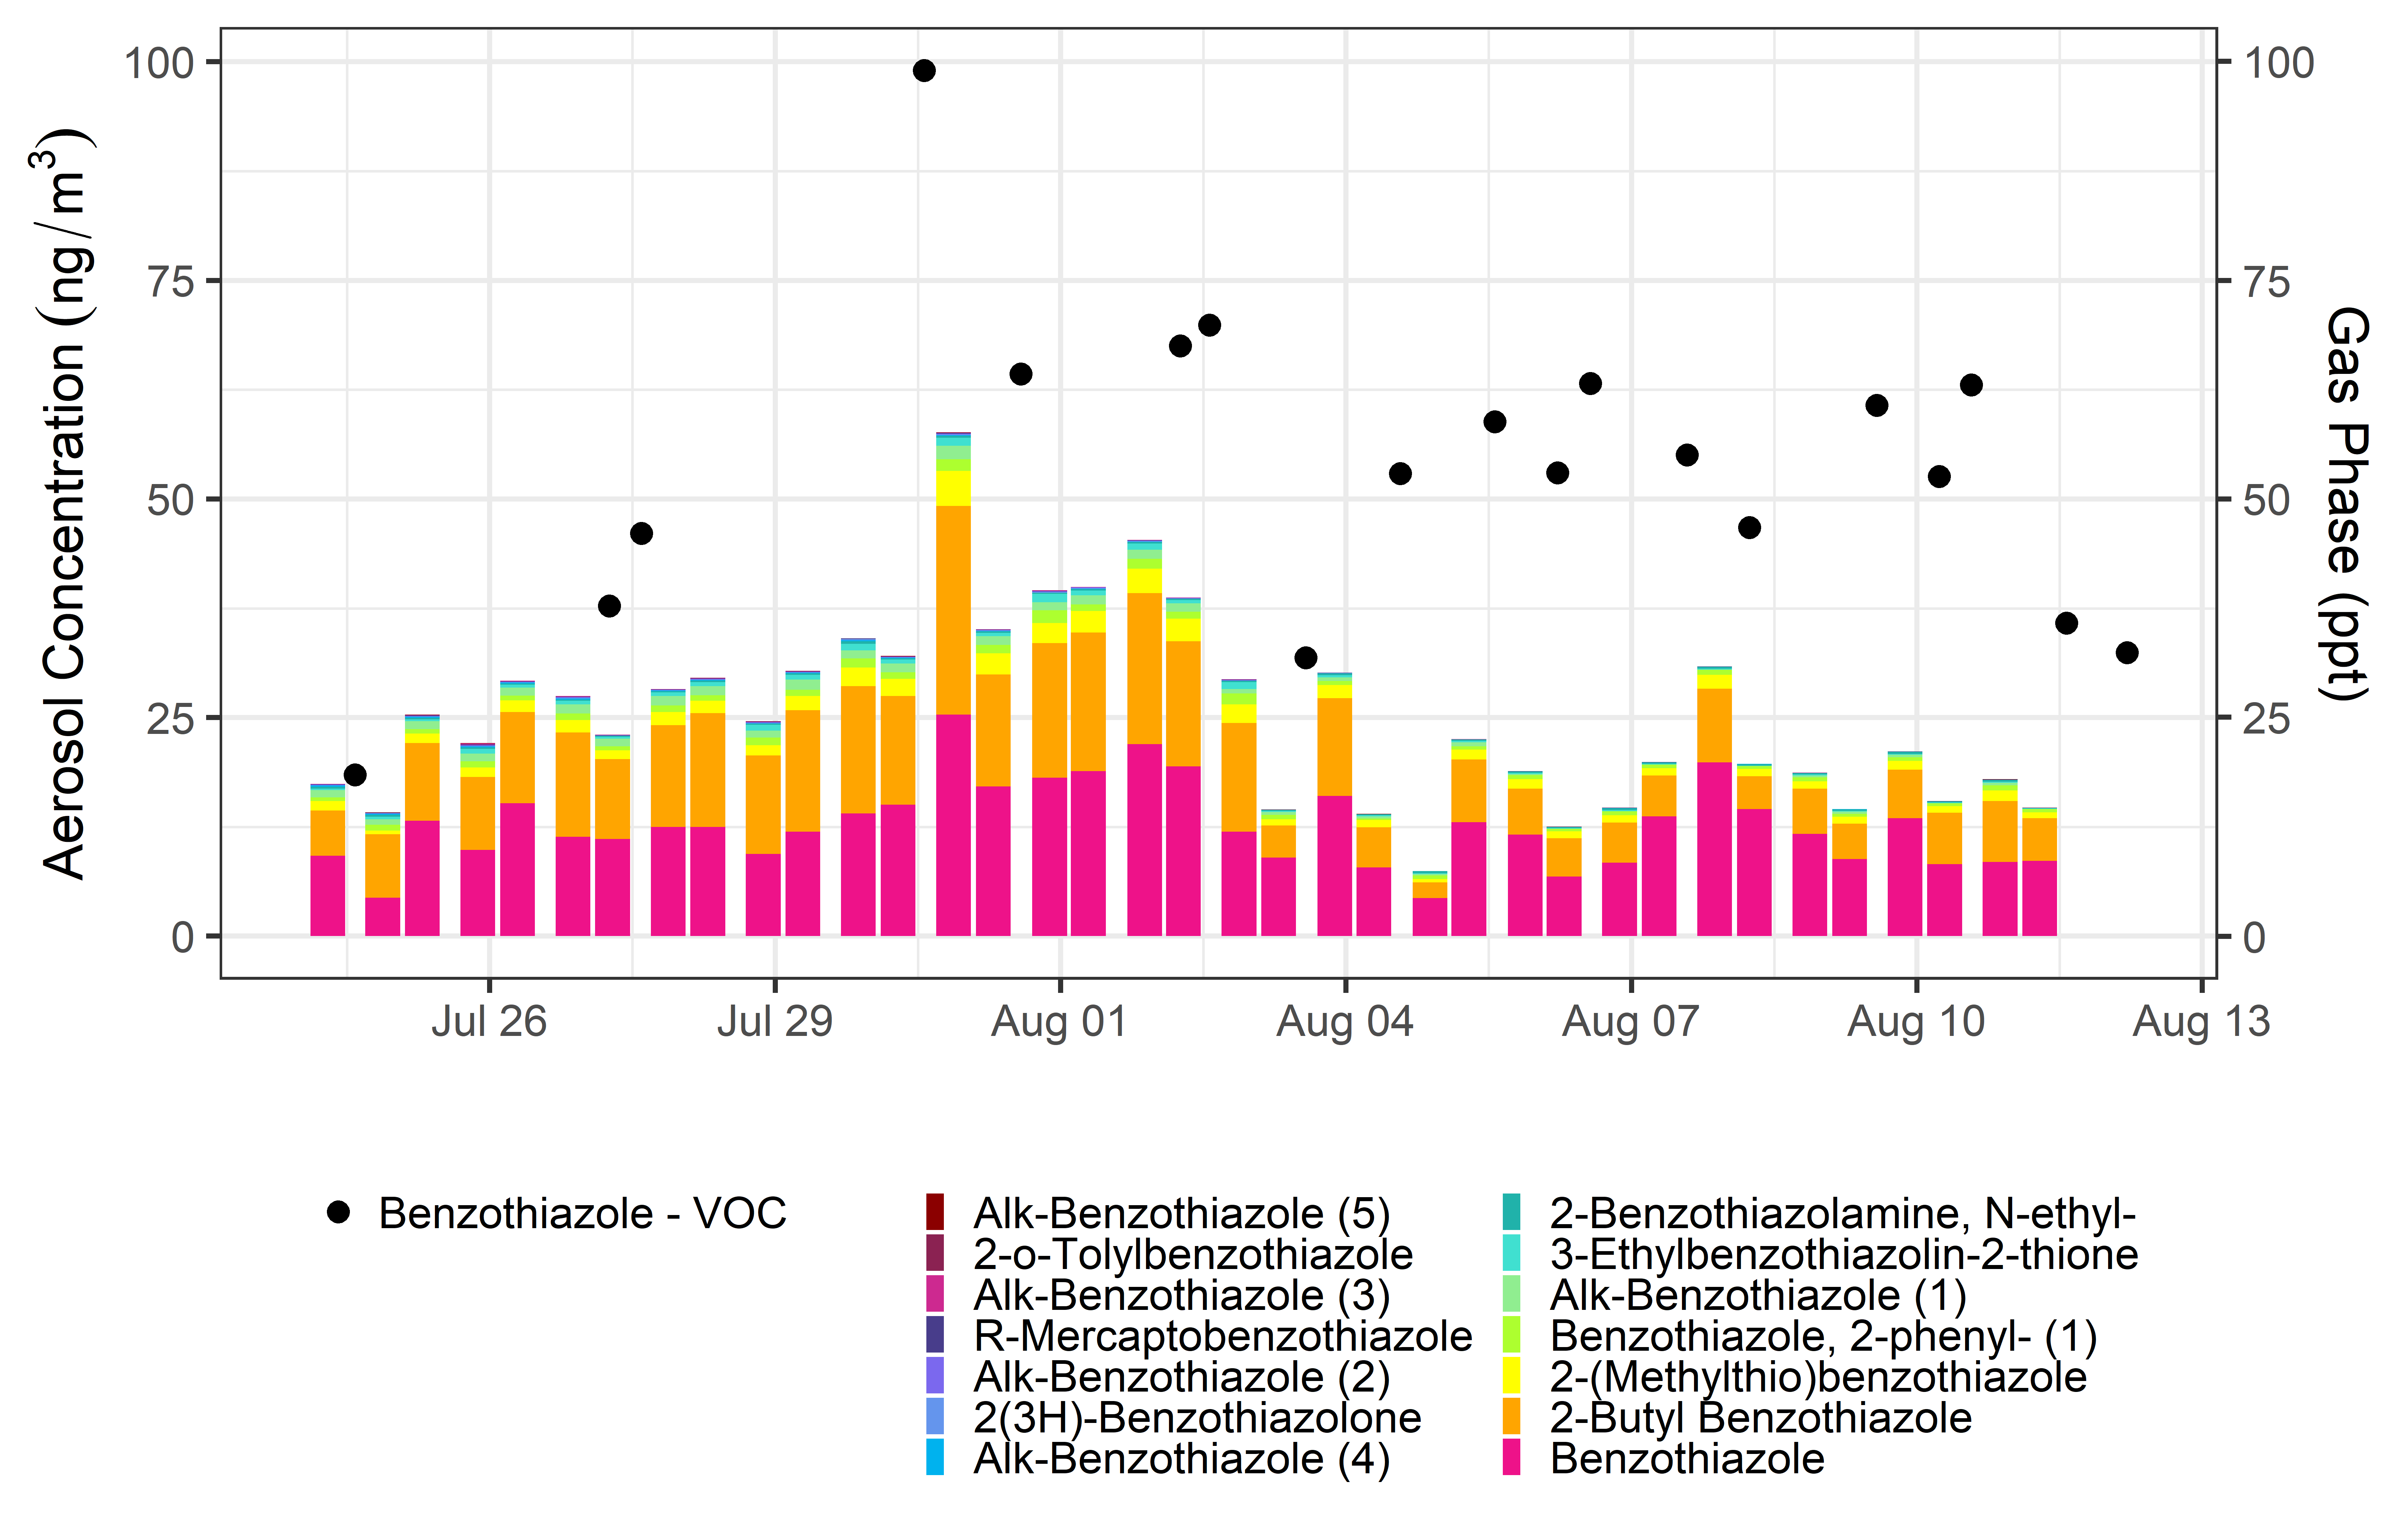 Aerosol Concentration (ng/m³)
100
75
50
25
0
100
75
50
25
0
Gas Phase (ppt)
Jul 26
Jul 29
Aug 01
Aug 04
Aug 07
Aug 10
Aug 13
Benzothiazole - VOC
Alk-Benzothiazole (5)
2-o-Tolylbenzothiazole
Alk-Benzothiazole (3)
R-Mercaptobenzothiazole
Alk-Benzothiazole (2)
2(3H)-Benzothiazolone
Alk-Benzothiazole (4)
2-Benzothiazolamine, N-ethyl-
3-Ethylbenzothiazolin-2-thione
Alk-Benzothiazole (1)
Benzothiazole, 2-phenyl- (1)
2-(Methylthio)benzothiazole
2-Butyl Benzothiazole
Benzothiazole